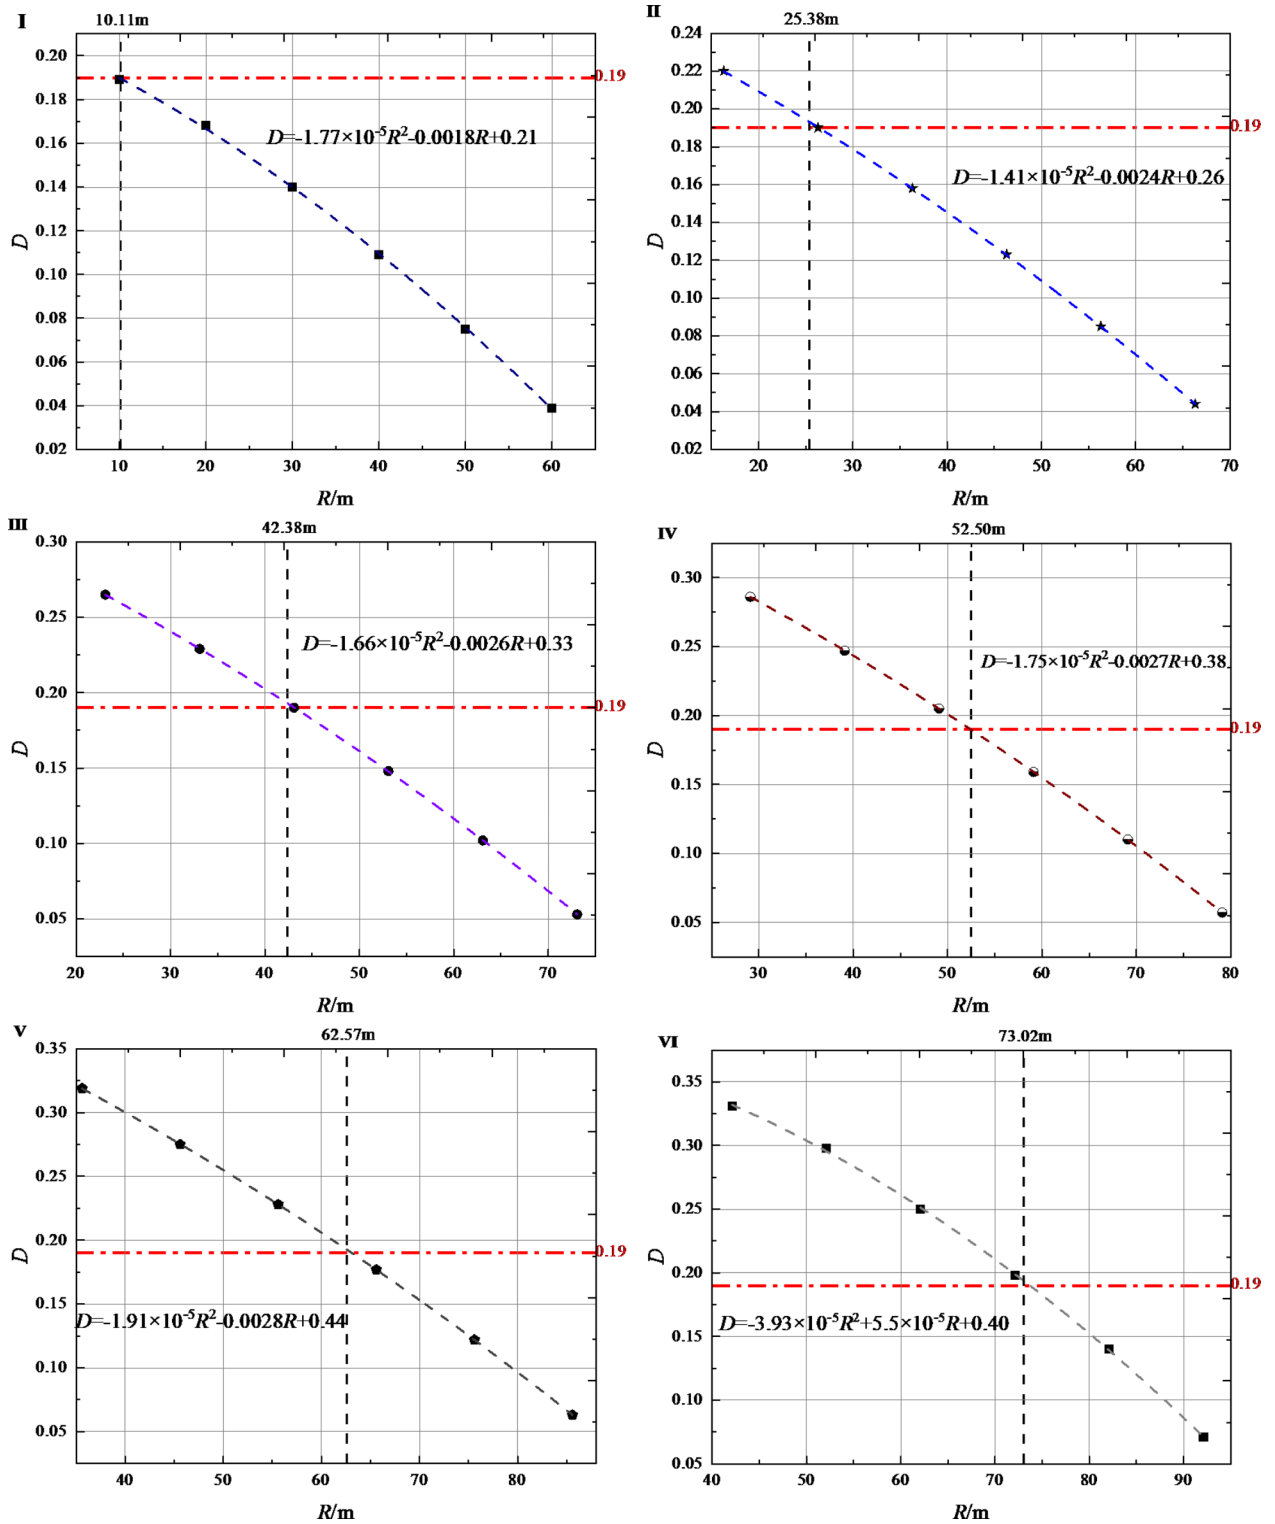 I
10.11m
0.20
0.18
0.16
0.14
0.12
0.10
0.08
0.06
0.04
0.02
D
0.19
D=-1.77×10⁻⁵R²-0.0018R+0.21
10 20 30 40 50 60
R/m
II
25.38m
0.24
0.22
0.20
0.18
0.16
0.14
0.12
0.10
0.08
0.06
0.04
0.02
D
0.19
D=-1.41×10⁻⁵R²-0.0024R+0.26
20 30 40 50 60 70
R/m
III
42.38m
0.30
0.25
0.20
0.15
0.10
0.05
D
D=-1.66×10⁻⁵R²-0.0026R+0.33
0.19
20 30 40 50 60 70
R/m
IV
52.50m
0.30
0.25
0.20
0.15
0.10
0.05
D
D=-1.75×10⁻⁵R²-0.0027R+0.38
0.19
30 40 50 60 70 80
R/m
V
62.57m
0.35
0.30
0.25
0.20
0.15
0.10
0.05
D
0.19
D=-1.91×10⁻⁵R²-0.0028R+0.44
40 50 60 70 80
R/m
VI
73.02m
0.35
0.30
0.25
0.20
0.15
0.10
0.05
D
0.19
D=-3.93×10⁻⁵R²+5.5×10⁻⁵R+0.40
40 50 60 70 80 90
R/m